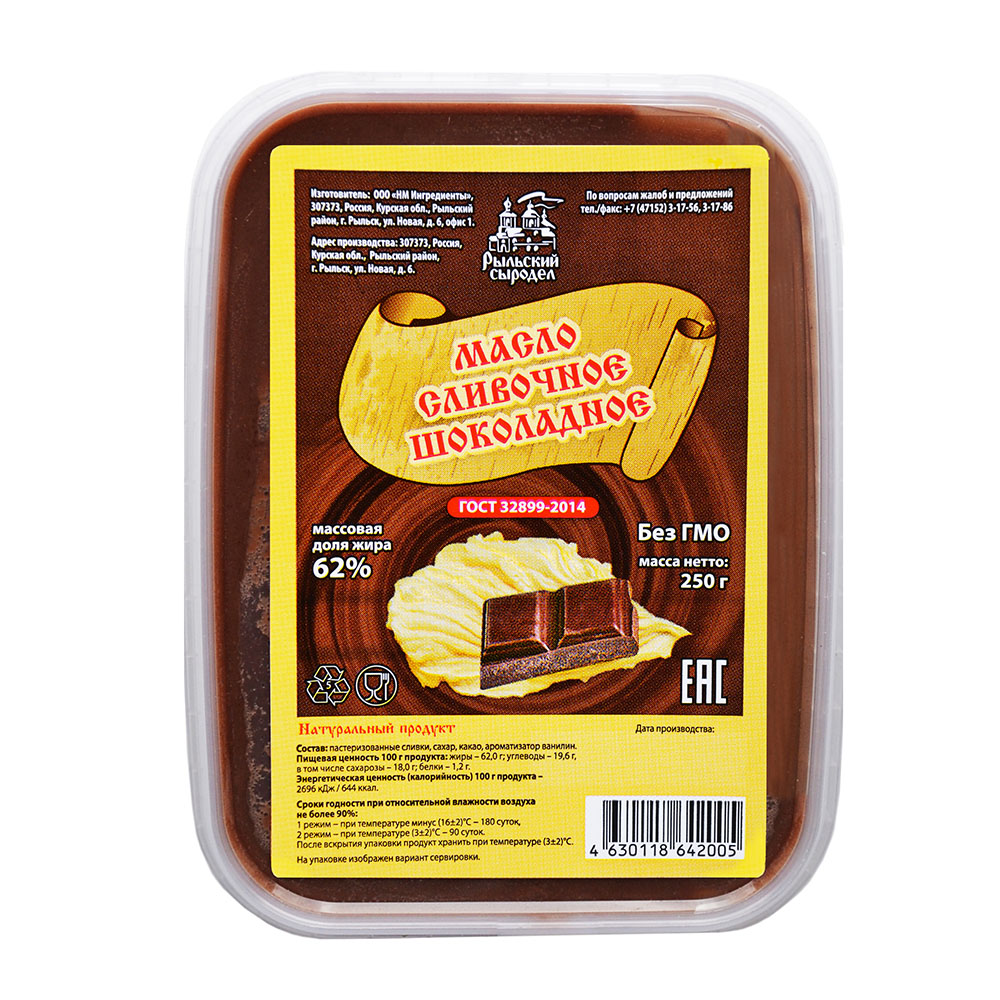 Изготовитель: ООО «НМ Ингредиенты»,
307373, Россия, Курская обл., Рыльский
район, г. Рыльск, ул. Новая, д. 6, офис 1.
Адрес производства: 307373, Россия,
Курская обл., Рыльский район,
г. Рыльск, ул. Новая, д. 6.
Рыльский
сыродел
По вопросам жалоб и предложений
тел./факс: +7 (47152) 3-17-56, 3-17-86
Масло
сливочное
шоколадное
ГОСТ 32899-2014
массовая
доля жира
62%
Без ГМО
масса нетто:
250 г
5
ЕАС
Натуральный продукт
Дата производства:
Состав: пастеризованные сливки, сахар, какао, ароматизатор ванилин.
Пищевая ценность 100 г продукта: жиры – 62,0 г; углеводы – 19,6 г,
в том числе сахарозы – 18,0 г; белки – 1,2 г.
Энергетическая ценность (калорийность) 100 г продукта –
2696 кДж / 644 ккал.
Сроки годности при относительной влажности воздуха
не более 90%:
1 режим – при температуре минус (16±2)°С – 180 суток,
2 режим – при температуре (3±2)°С – 90 суток.
После вскрытия упаковки продукт хранить при температуре (3±2)°С.
На упаковке изображен вариант сервировки.
4 630118 642005